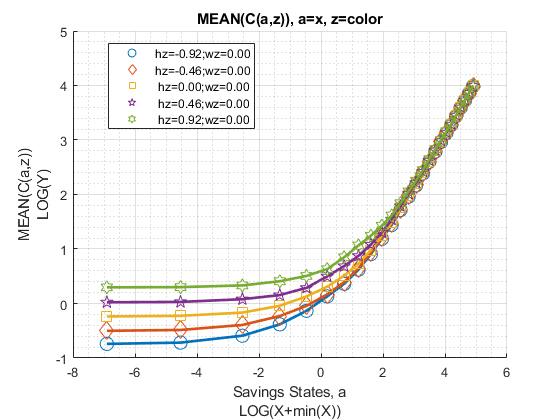 MEAN(C(a,z)), a=x, z=color
5
4
3
2
1
0
-1
hz=-0.92;wz=0.00
hz=-0.46;wz=0.00
hz=0.00;wz=0.00
hz=0.46;wz=0.00
hz=0.92;wz=0.00
MEAN(C(a,z))
LOG(Y)
-8 -6 -4 -2 0 2 4 6
Savings States, a
LOG(X+min(X))